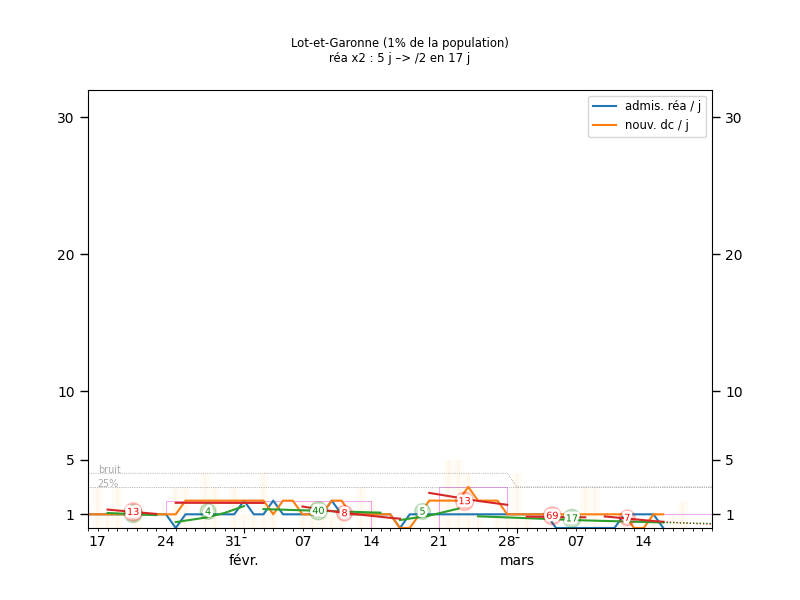 Lot-et-Garonne (1% de la population)
réa x2 : 5 j –> /2 en 17 j
admis. réa / j
nouv. dc / j
30 30
20 20
10 10
5 5
1 1
bruit
25%
13 4 40 8 5 13 69 17 7
17 24 31 07 14 21 28 07 14
févr. mars